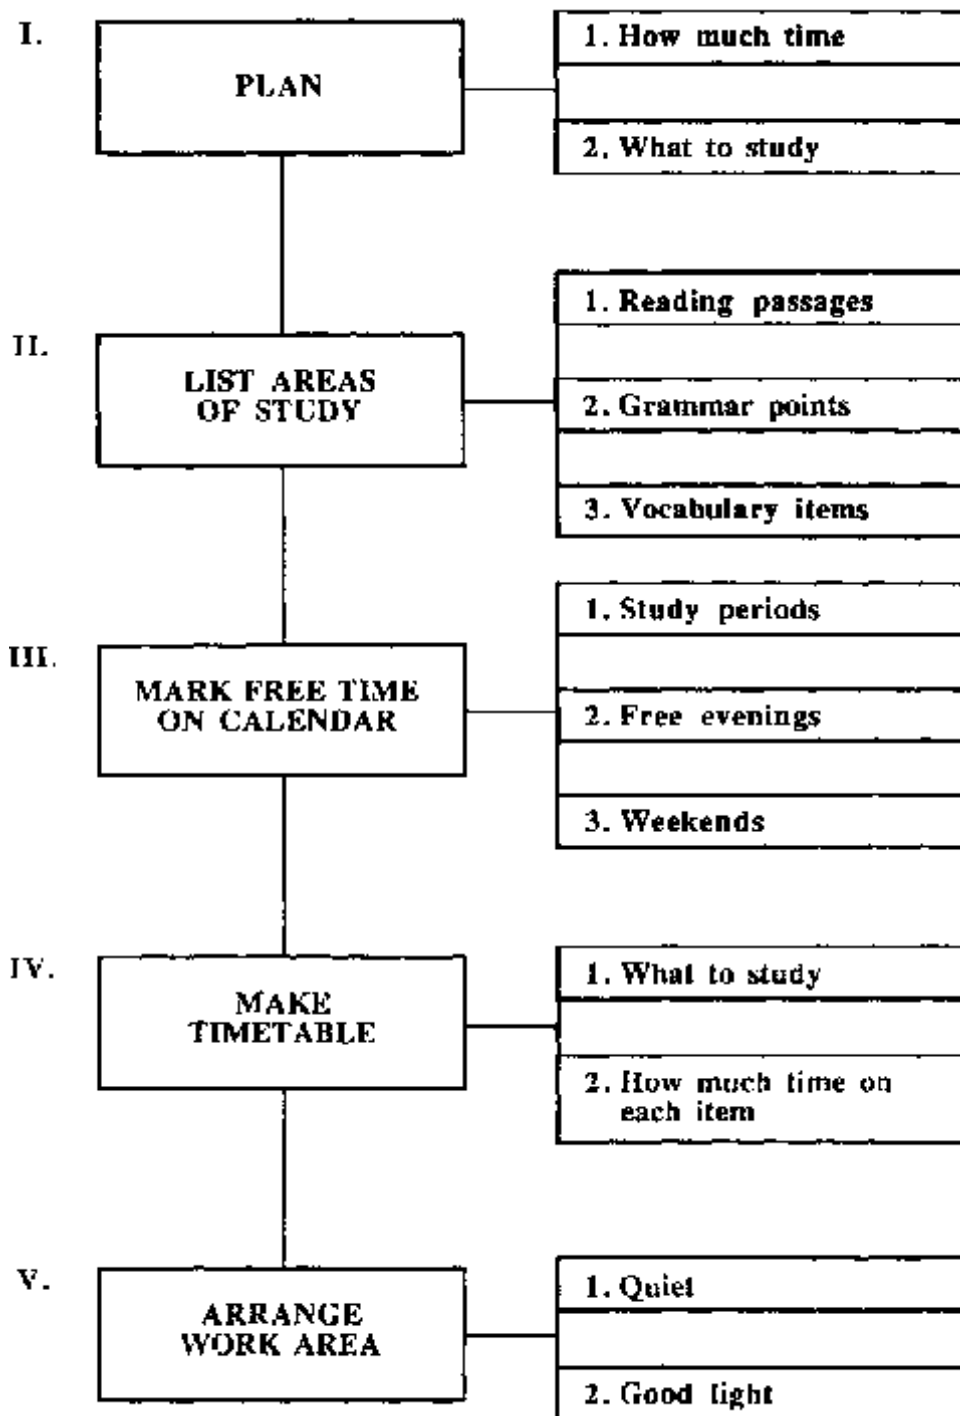 I.
PLAN
1. How much time
2. What to study
II.
LIST AREAS
OF STUDY
1. Reading passages
2. Grammar points
3. Vocabulary items
III.
MARK FREE TIME
ON CALENDAR
1. Study periods
2. Free evenings
3. Weekends
IV.
MAKE
TIMETABLE
1. What to study
2. How much time on
each item
V.
ARRANGE
WORK AREA
1. Quiet
2. Good light